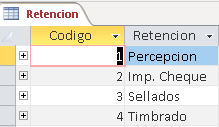 Retencion
Codigo Retencion
1 Percepcion
2 Imp. Cheque
3 Sellados
4 Timbrado